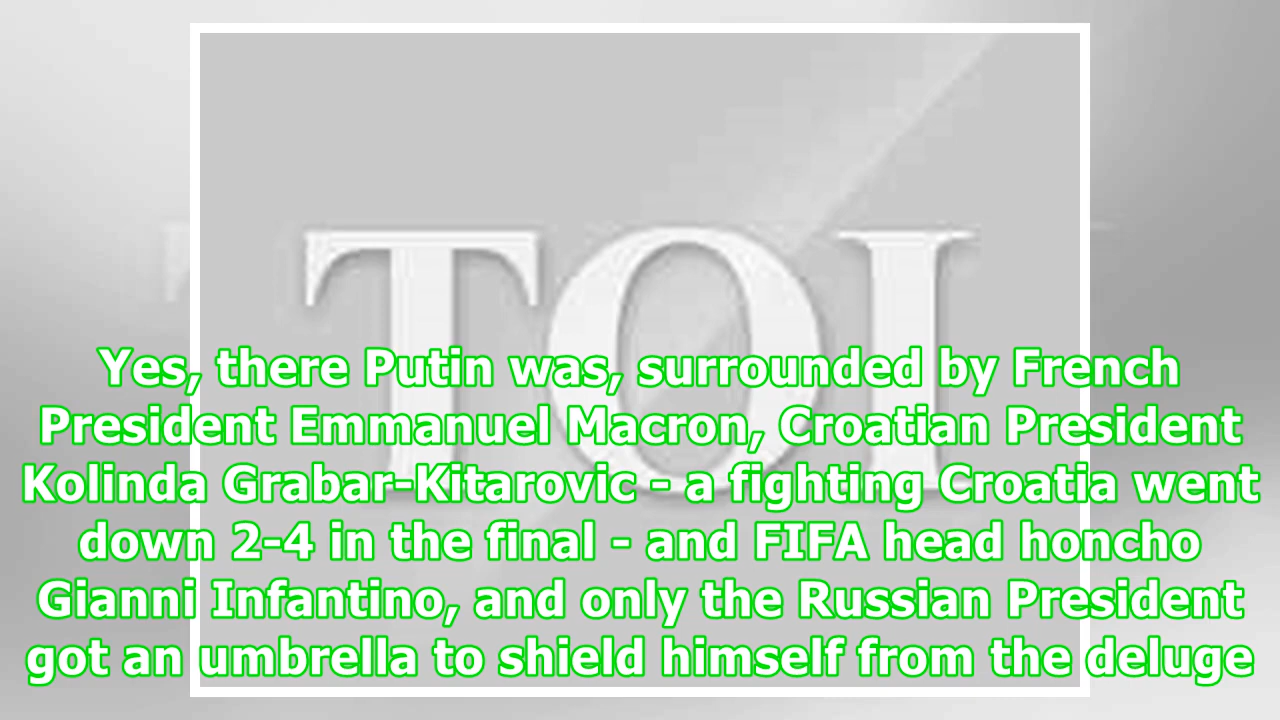 TOI
Yes, there Putin was, surrounded by French
President Emmanuel Macron, Croatian President
Kolinda Grabar-Kitarovic - a fighting Croatia went
down 2-4 in the final - and FIFA head honcho
Gianni Infantino, and only the Russian President
got an umbrella to shield himself from the deluge